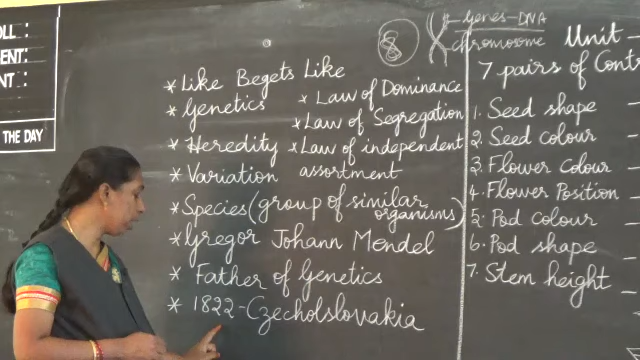 OLL:
SENT:
NT :
THE DAY
genes-DNA
chromosome
* Like Begets Like
* Genetics
* Heredity
* Variation
* Species (group of similar
organisms)
* Gregor Johann Mendel
* Father of Genetics
* 1822-Czecholslovakia
* Law of Dominance
* Law of Segregation
* Law of independent
assortment
Unit-
7 pairs of Contr
1. Seed shape
2. Seed colour
3. Flower Colour
4. Flower Position
5. Pod colour
6. Pod shape
7. Stem height